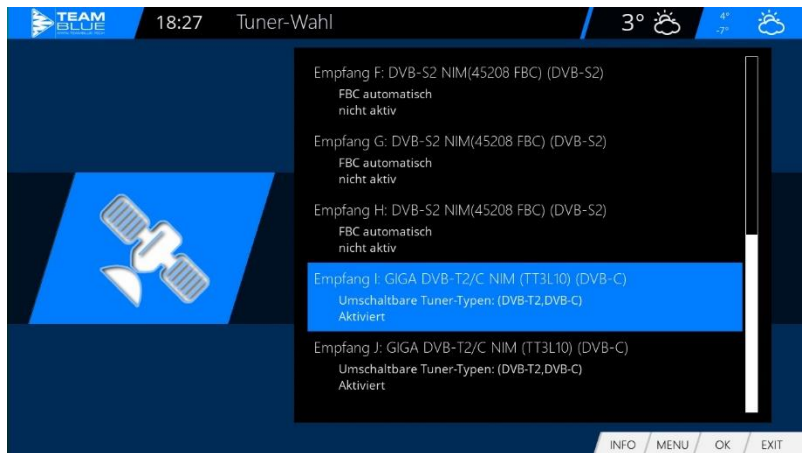 TEAM
BLUE
18:27
Tuner-Wahl
3°
4°
-7°
Empfang F: DVB-S2 NIM(45208 FBC) (DVB-S2)
FBC automatisch
nicht aktiv
Empfang G: DVB-S2 NIM(45208 FBC) (DVB-S2)
FBC automatisch
nicht aktiv
Empfang H: DVB-S2 NIM(45208 FBC) (DVB-S2)
FBC automatisch
nicht aktiv
Empfang I: GIGA DVB-T2/C NIM (TT3L10) (DVB-C)
Umschaltbare Tuner-Typen: (DVB-T2,DVB-C)
Aktiviert
Empfang J: GIGA DVB-T2/C NIM (TT3L10) (DVB-C)
Umschaltbare Tuner-Typen: (DVB-T2,DVB-C)
Aktiviert
INFO
MENU
OK
EXIT